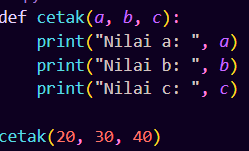 def cetak(a, b, c):
    print("Nilai a: ", a)
    print("Nilai b: ", b)
    print("Nilai c: ", c)

cetak(20, 30, 40)